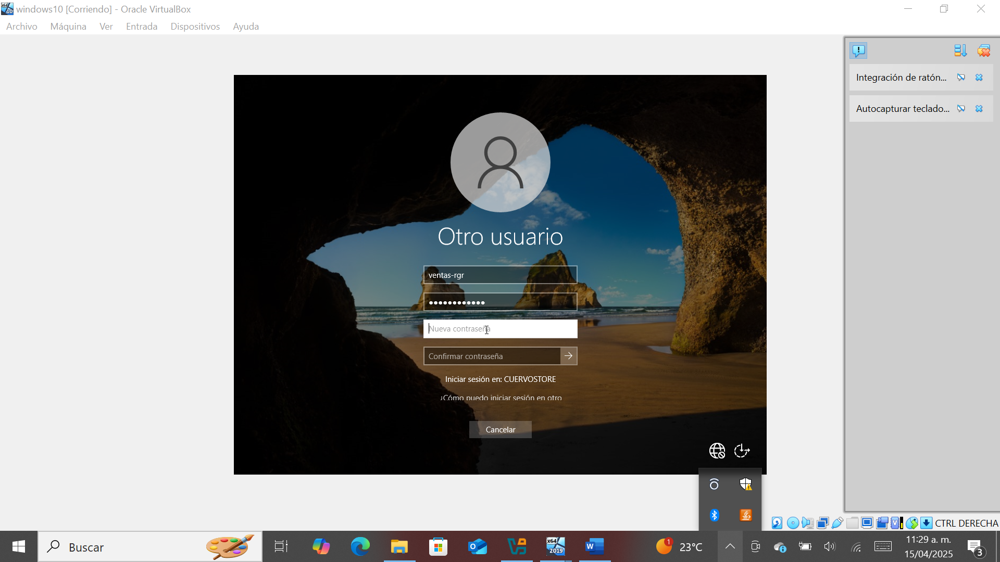 windows10 [Corriendo] - Oracle VirtualBox
Archivo Máquina Ver Entrada Dispositivos Ayuda
Integración de ratón...
Autocapturar teclado...
Otro usuario
ventas-rgr
Nueva contraseña
Confirmar contraseña
Iniciar sesión en: CUERVOSTORE
¿Cómo puedo iniciar sesión en otro
Cancelar
CTRL DERECHA
Buscar
x64
2019
W
1
23°C
11:29 a. m.
15/04/2025
3